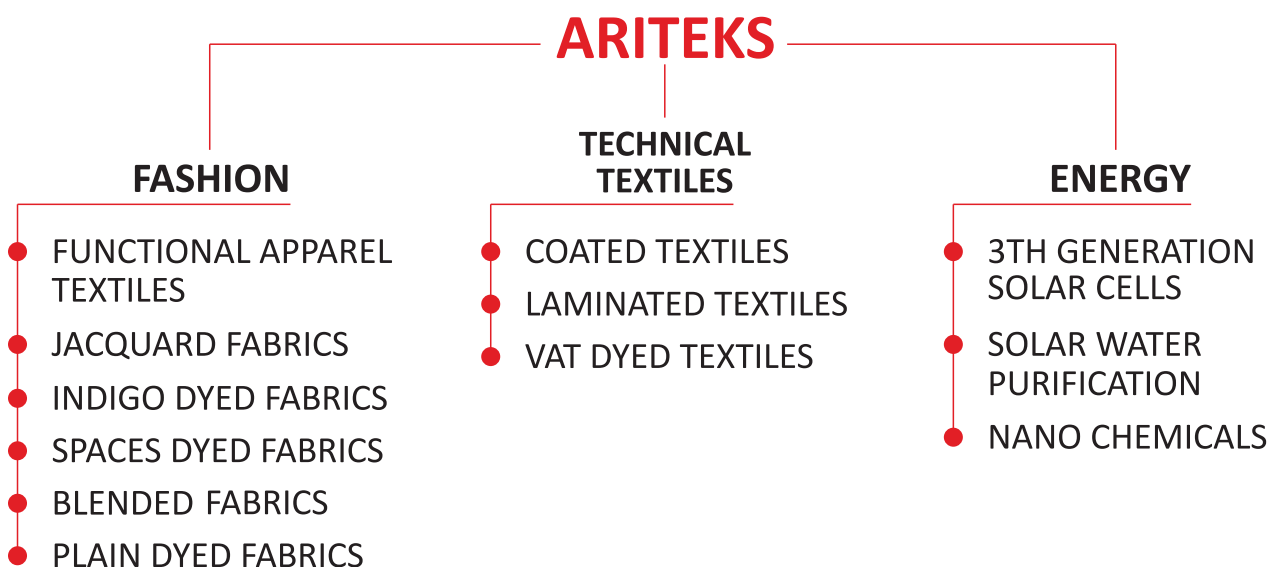 ARITEKS
FASHION
FUNCTIONAL APPAREL
TEXTILES
JACQUARD FABRICS
INDIGO DYED FABRICS
SPACES DYED FABRICS
BLENDED FABRICS
PLAIN DYED FABRICS
TECHNICAL
TEXTILES
COATED TEXTILES
LAMINATED TEXTILES
VAT DYED TEXTILES
ENERGY
3TH GENERATION
SOLAR CELLS
SOLAR WATER
PURIFICATION
NANO CHEMICALS